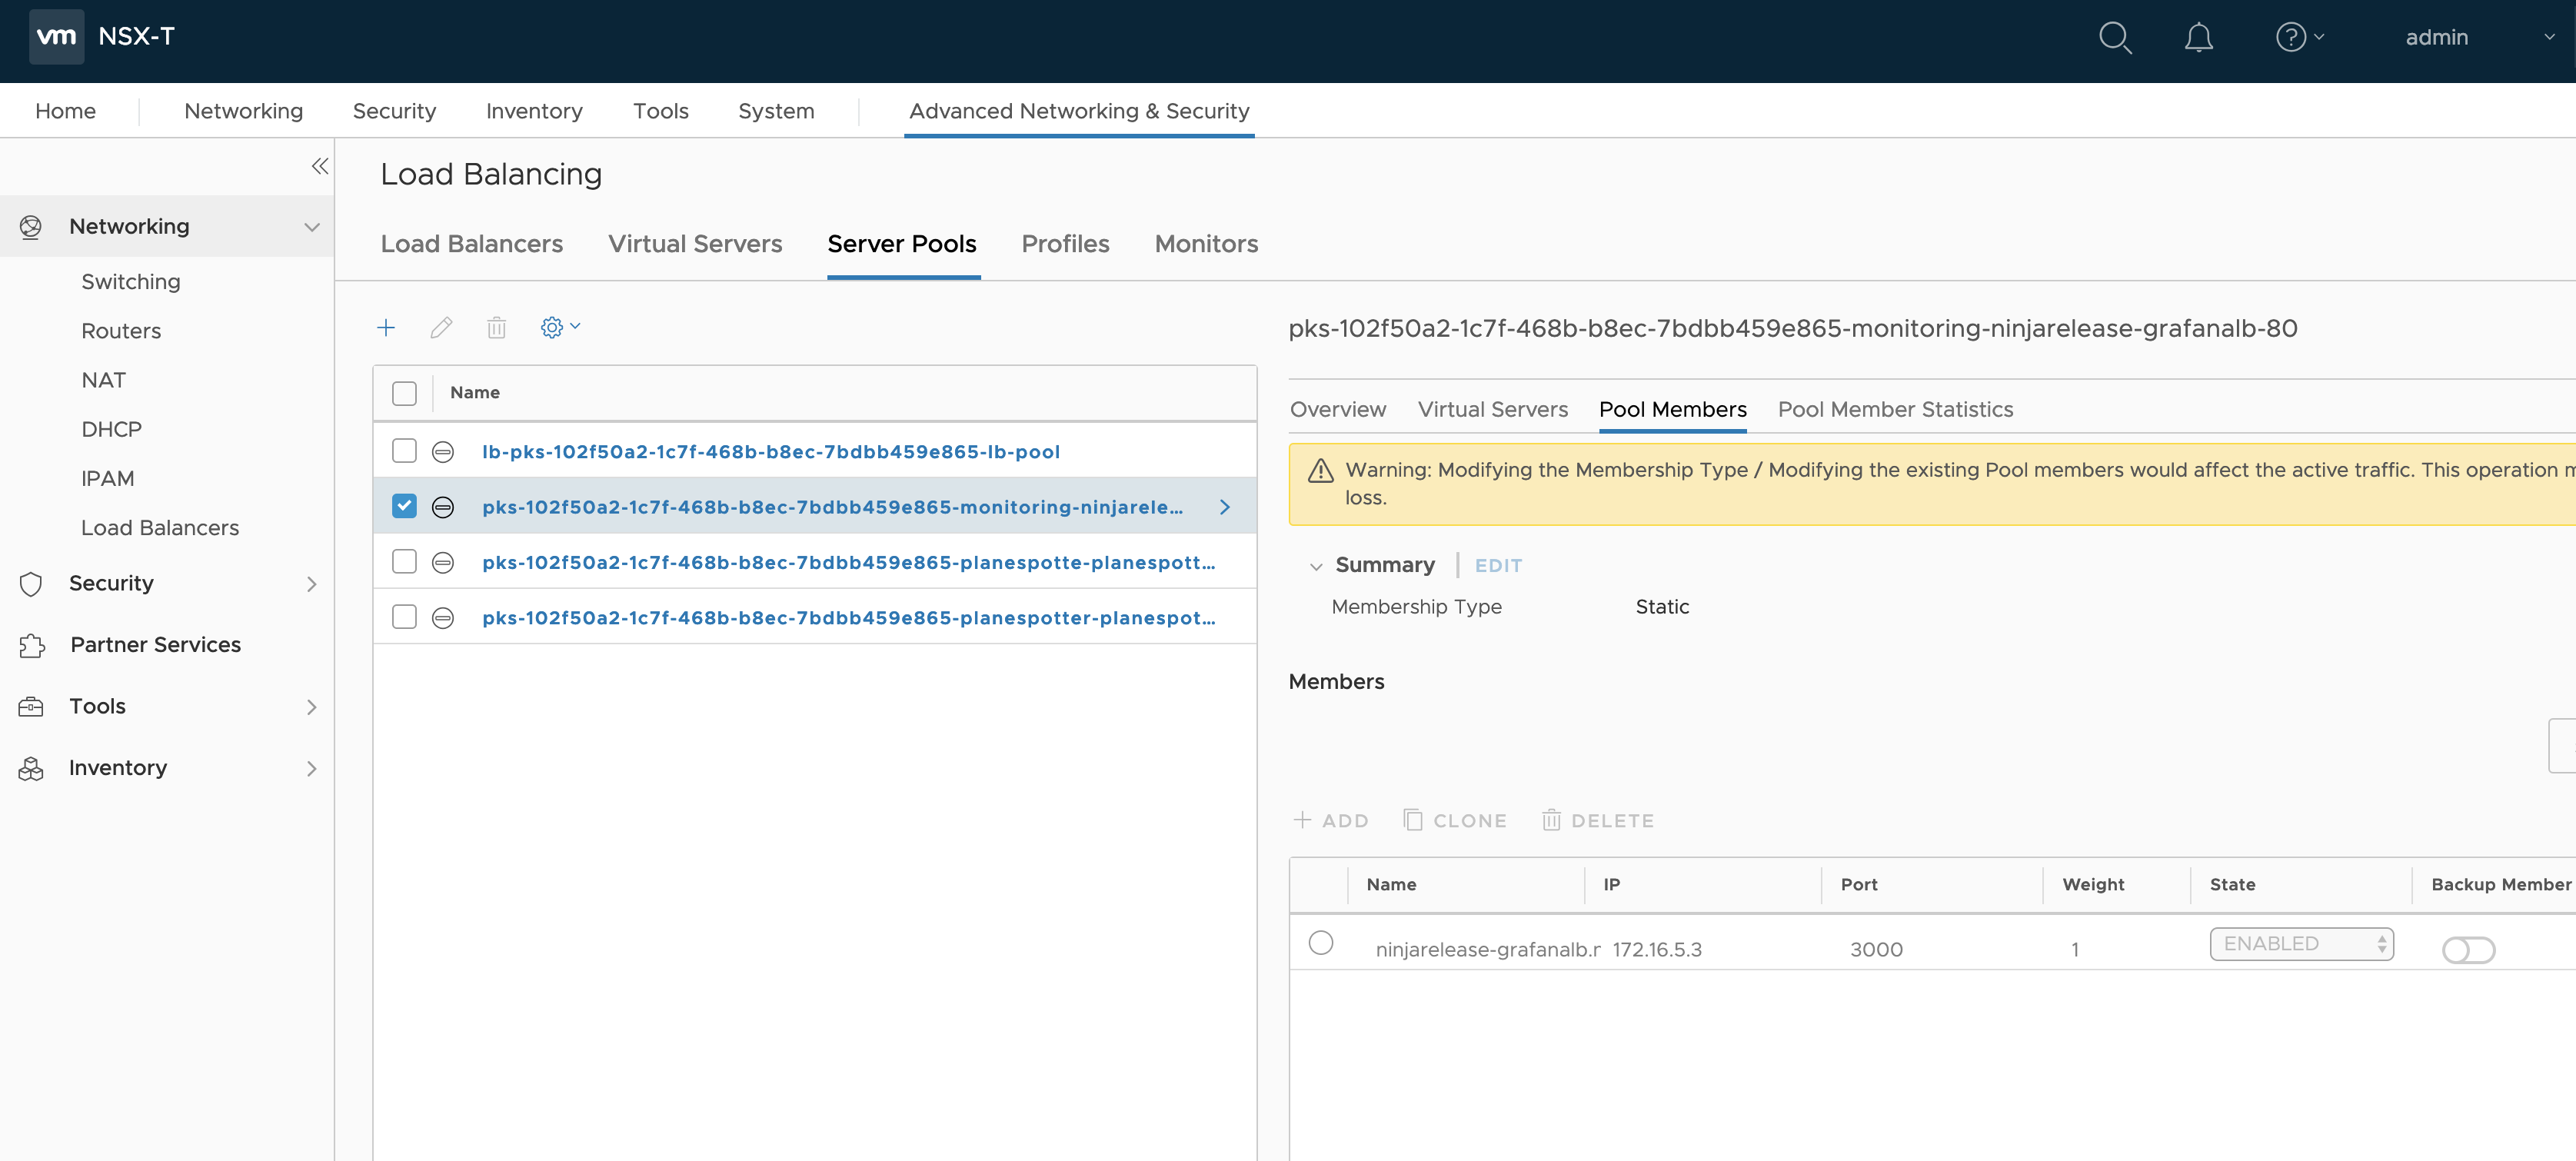 vm NSX-T
admin
Home Networking Security Inventory Tools System Advanced Networking & Security
Load Balancing
Networking
Switching
Routers
NAT
DHCP
IPAM
Load Balancers
Security
Partner Services
Tools
Inventory
Load Balancers Virtual Servers Server Pools Profiles Monitors
Name
lb-pks-102f50a2-1c7f-468b-b8ec-7bdbb459e865-lb-pool
pks-102f50a2-1c7f-468b-b8ec-7bdbb459e865-monitoring-ninjarele...
pks-102f50a2-1c7f-468b-b8ec-7bdbb459e865-planespotte-planespott...
pks-102f50a2-1c7f-468b-b8ec-7bdbb459e865-planespotter-planespot...
pks-102f50a2-1c7f-468b-b8ec-7bdbb459e865-monitoring-ninjarelease-grafanalb-80
Overview Virtual Servers Pool Members Pool Member Statistics
Warning: Modifying the Membership Type / Modifying the existing Pool members would affect the active traffic. This operation
loss.
Summary EDIT
Membership Type Static
Members
ADD CLONE DELETE
Name IP Port Weight State Backup Member
ninjarelease-grafanalb.r 172.16.5.3 3000 1 ENABLED